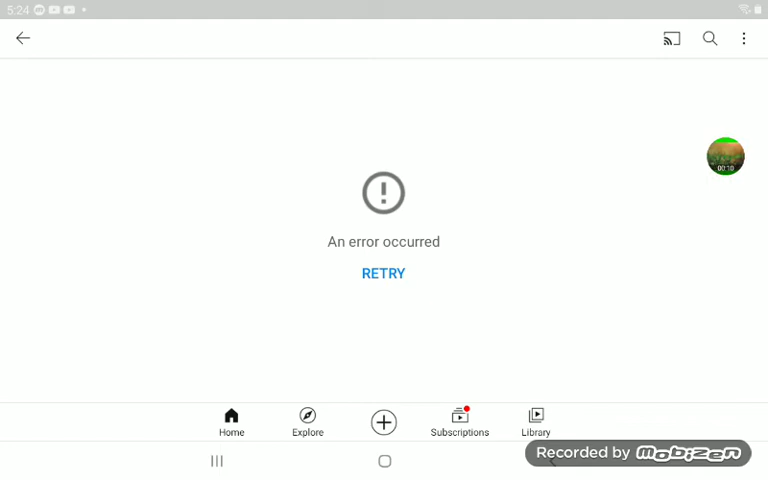 5:24
00:10
An error occurred
RETRY
Home
Explore
Subscriptions
Library
Recorded by mobizen